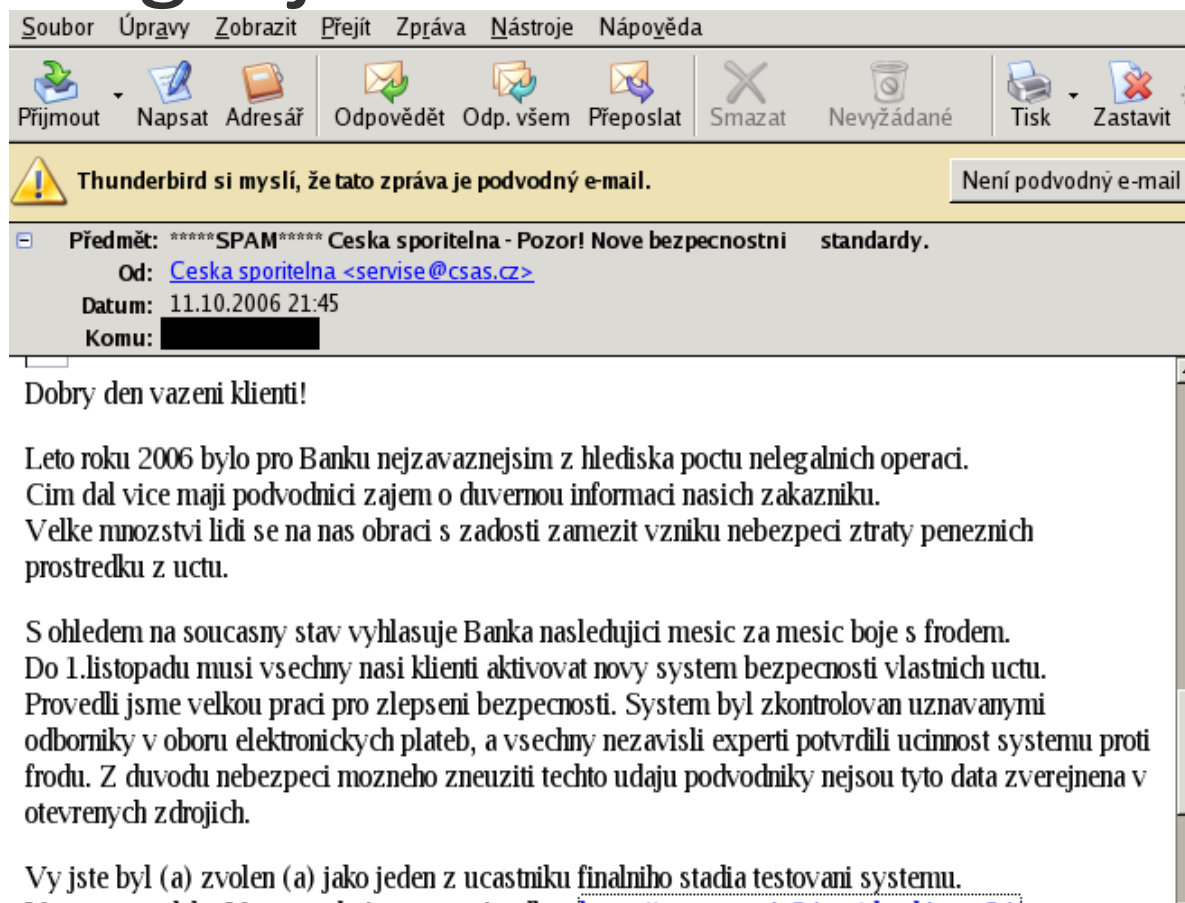 Soubor Úpravy Zobrazit Přejít Zpráva Nástroje Nápověda
Přijmout Napsat Adresář Odpovědět Odp. všem Přeposlat Smazat Nevyžádané Tisk Zastavit
Thunderbird si myslí, že tato zpráva je podvodný e-mail. Není podvodný e-mail
Předmět: *****SPAM***** Ceska sporitelna - Pozor! Nove bezpecnostni standardy.
Od: Ceska sporitelna <servise@csas.cz>
Datum: 11.10.2006 21:45
Komu:
Dobry den vazeni klienti!
Leto roku 2006 bylo pro Banku nejzavaznejsim z hlediska poctu nelegalnich operaci.
Cim dal vice maji podvodnici zajem o duvernou informaci nasich zakazniku.
Velke mnozstvi lidi se na nas obraci s zadosti zamezit vzniku nebezpeci ztraty peneznich
prostredku z uctu.
S ohledem na soucasny stav vyhlasuje Banka nasledujici mesic za mesic boje s frodem.
Do 1.listopadu musi vsechny nasi klienti aktivovat novy system bezpecnosti vlastnich uctu.
Provedli jsme velkou praci pro zlepseni bezpecnosti. System byl zkontrolovan uznavanymi
odborniky v oboru elektronickych plateb, a vsechny nezavisli experti potvrdili ucinnost systemu proti
frodu. Z duvodu nebezpeci mozneho zneuziti techto udaju podvodniky nejsou tyto data zverejnena v
otevrenych zdrojich.
Vy jste byl (a) zvolen (a) jako jeden z ucastniku finalniho stadia testovani systemu.